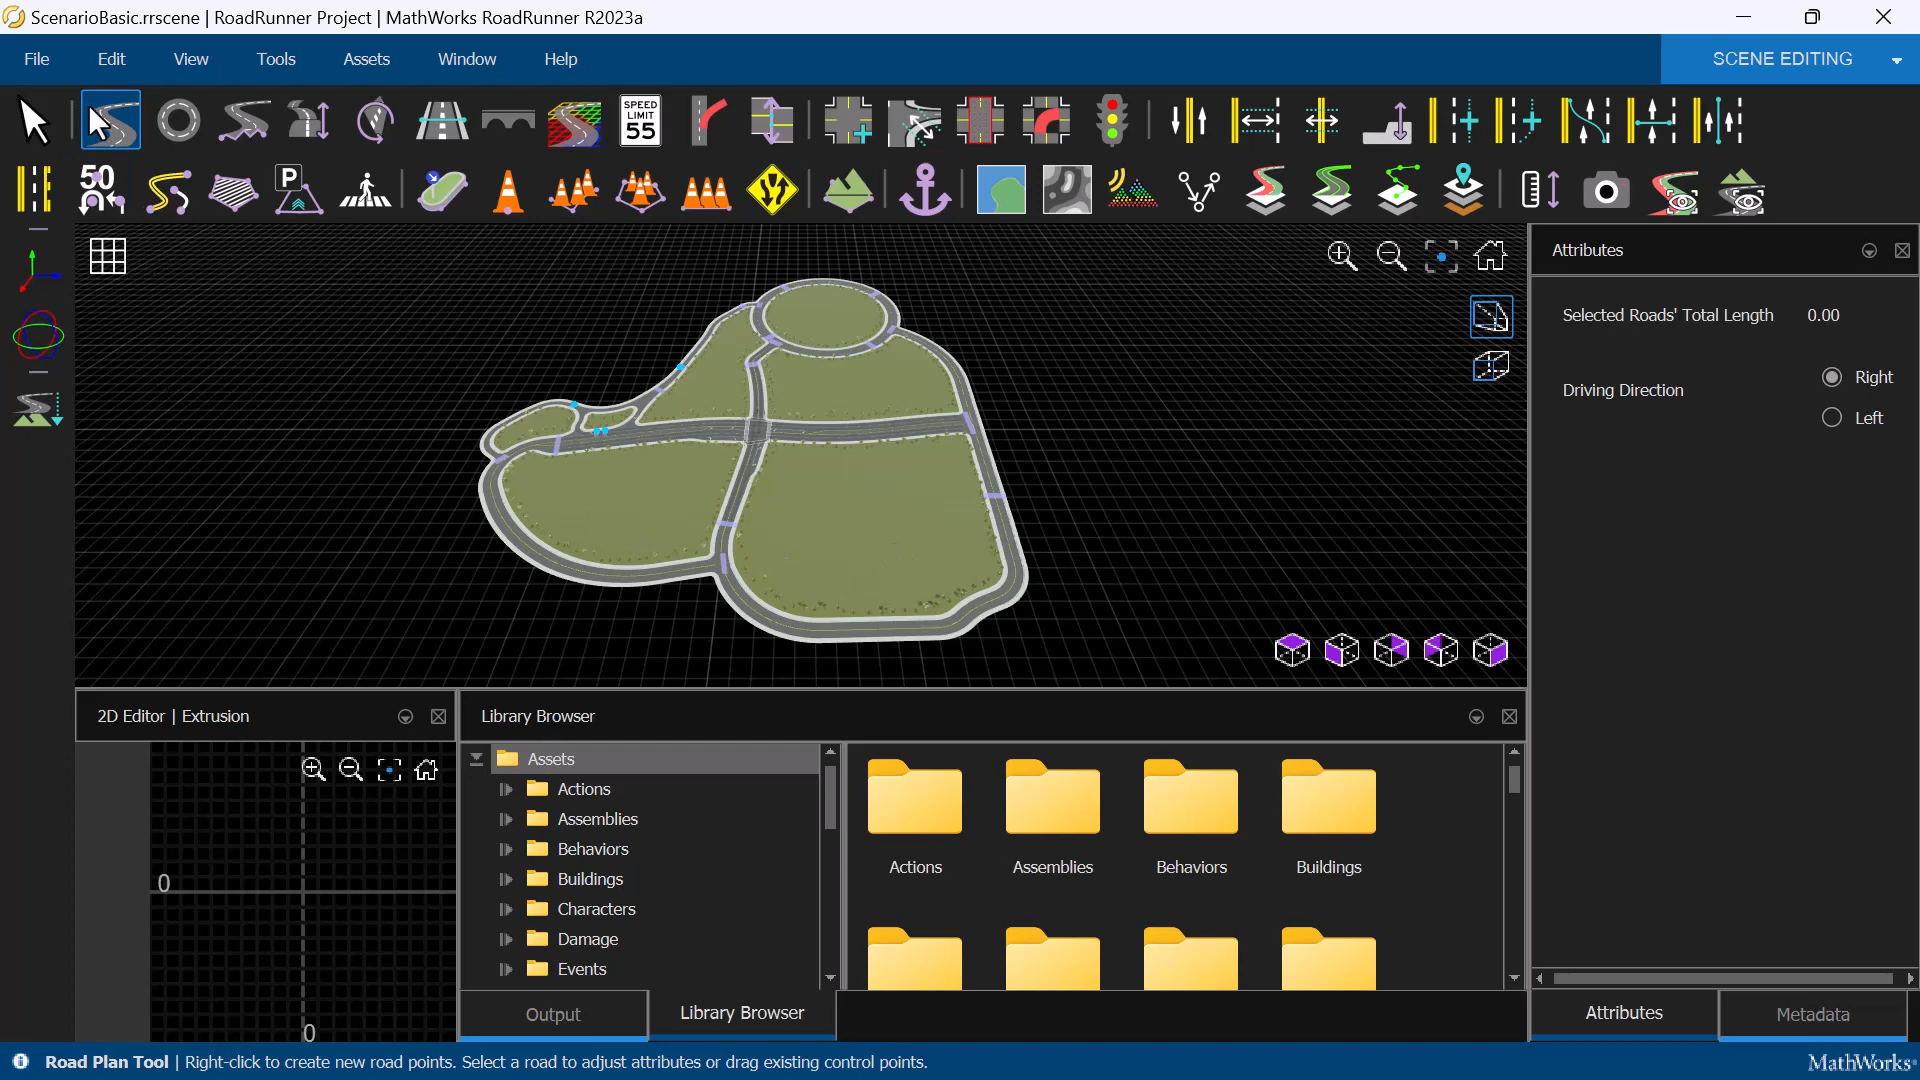 ScenarioBasic.rrscene | RoadRunner Project | MathWorks RoadRunner R2023a
File Edit View Tools Assets Window Help SCENE EDITING
SPEED LIMIT 55
50 P
Attributes
Selected Roads' Total Length 0.00
Driving Direction
Right
Left
2D Editor | Extrusion
0
0
Library Browser
Assets
Actions
Assemblies
Behaviors
Buildings
Characters
Damage
Events
Actions Assemblies Behaviors Buildings
Output Library Browser
Attributes Metadata
Road Plan Tool | Right-click to create new road points. Select a road to adjust attributes or drag existing control points.
MathWorks